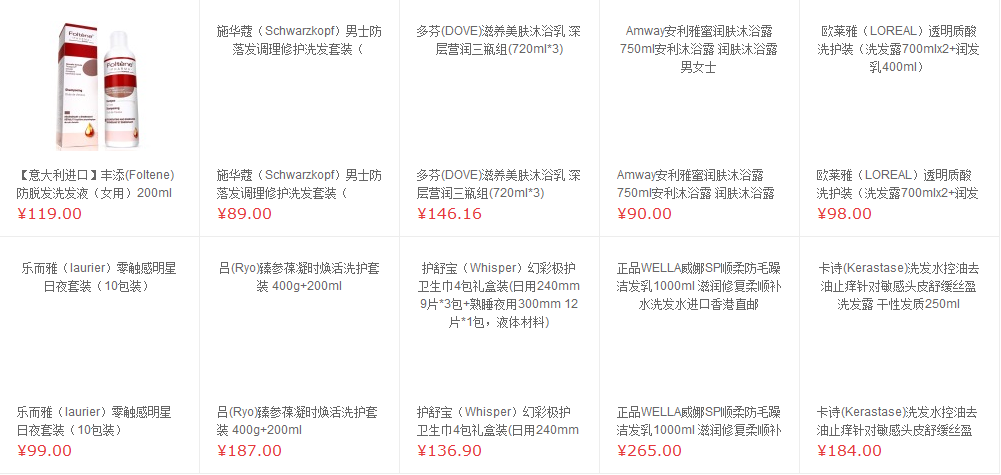 Foltène
Foltène
施华蔻（Schwarzkopf）男士防
落发调理修护洗发套装（
多芬(DOVE)滋养美肤沐浴乳 深
层营润三瓶组(720ml*3)
Amway安利雅蜜润肤沐浴露
750ml安利沐浴露 润肤沐浴露
男女士
欧莱雅（LOREAL）透明质酸
洗护装（洗发露700mlx2+润发
乳400ml）
【意大利进口】丰添(Foltene)
防脱发洗发液（女用）200ml
¥119.00
施华蔻（Schwarzkopf）男士防
落发调理修护洗发套装（
¥89.00
多芬(DOVE)滋养美肤沐浴乳 深
层营润三瓶组(720ml*3)
¥146.16
Amway安利雅蜜润肤沐浴露
750ml安利沐浴露 润肤沐浴露
¥90.00
欧莱雅（LOREAL）透明质酸
洗护装（洗发露700mlx2+润发
¥98.00
乐而雅（laurier）零触感明星
日夜套装（10包装）
吕(Ryo)臻参葆凝时焕活洗护套
装 400g+200ml
护舒宝（Whisper）幻彩极护
卫生巾4包礼盒装(日用240mm
9片*3包+熟睡夜用300mm 12
片*1包，液体材料)
正品WELLA威娜SP顺柔防毛躁
洁发乳1000ml 滋润修复柔顺补
水洗发水进口香港直邮
卡诗(Kerastase)洗发水控油去
油止痒针对敏感头皮舒缓丝盈
洗发露 干性发质250ml
乐而雅（laurier）零触感明星
日夜套装（10包装）
¥99.00
吕(Ryo)臻参葆凝时焕活洗护套
装 400g+200ml
¥187.00
护舒宝（Whisper）幻彩极护
卫生巾4包礼盒装(日用240mm
¥136.90
正品WELLA威娜SP顺柔防毛躁
洁发乳1000ml 滋润修复柔顺补
¥265.00
卡诗(Kerastase)洗发水控油去
油止痒针对敏感头皮舒缓丝盈
¥184.00